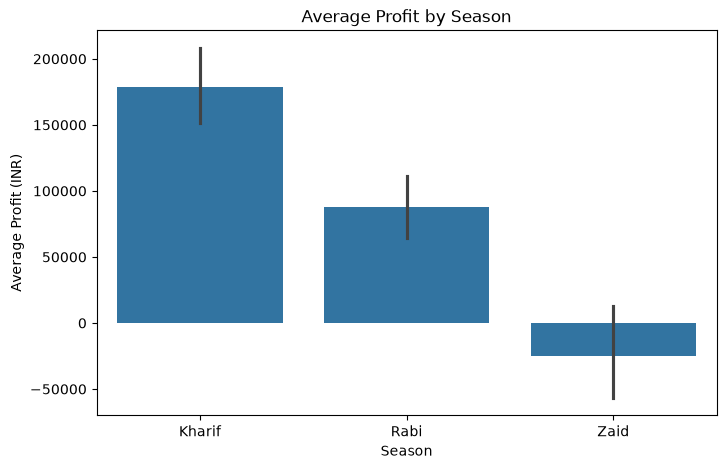 Average Profit by Season
Average Profit (INR)
200000
150000
100000
50000
0
−50000
Kharif
Rabi
Zaid
Season